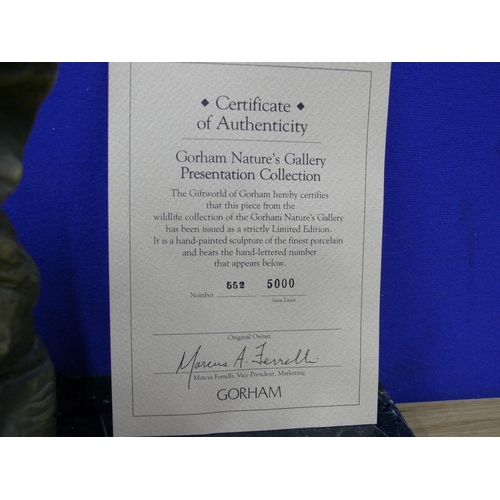 ◆ Certificate ◆
of Authenticity
Gorham Nature's Gallery
Presentation Collection
The Giftworld of Gorham hereby certifies
that this piece from the
wildlife collection of the Gorham Nature's Gallery
has been issued as a strictly Limited Edition.
It is a hand-painted sculpture of the finest porcelain
and bears the hand-lettered number
that appears below.
Number 552 5000
Issue Limit
Original Owner
Marcus A. Ferrelli
Marcus Ferrelli, Vice President, Marketing
GORHAM